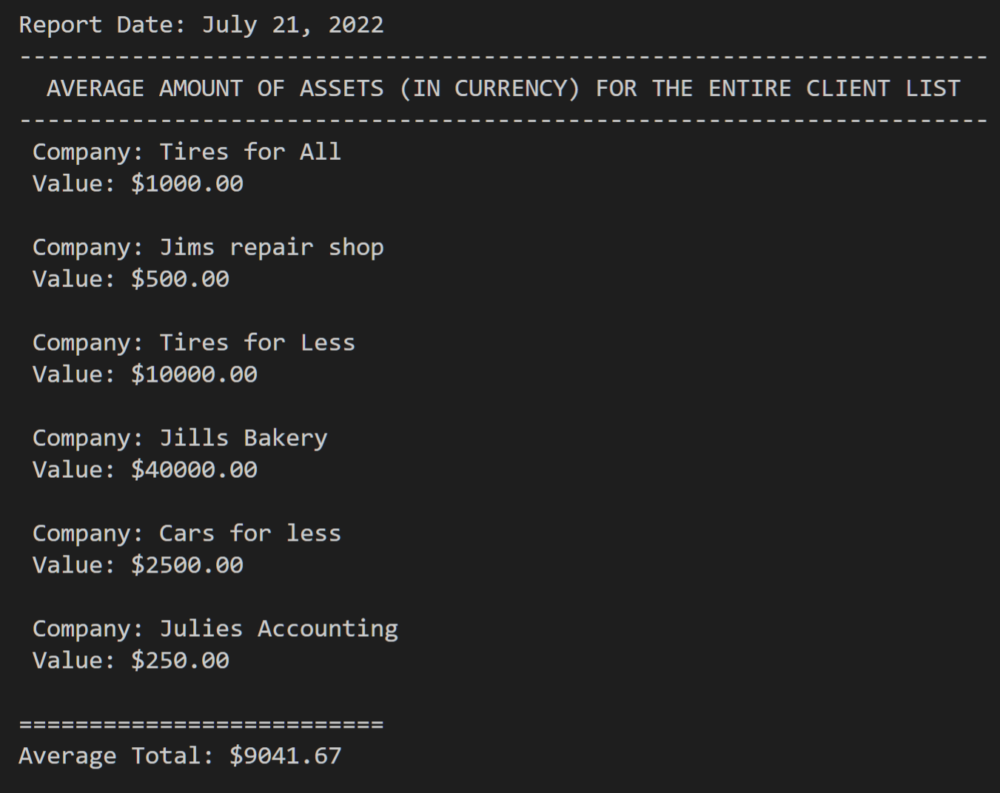 Report Date: July 21, 2022
---------------------------------------------------------------------
AVERAGE AMOUNT OF ASSETS (IN CURRENCY) FOR THE ENTIRE CLIENT LIST
---------------------------------------------------------------------
Company: Tires for All
Value: $1000.00
Company: Jims repair shop
Value: $500.00
Company: Tires for Less
Value: $10000.00
Company: Jills Bakery
Value: $40000.00
Company: Cars for less
Value: $2500.00
Company: Julies Accounting
Value: $250.00
==========================
Average Total: $9041.67